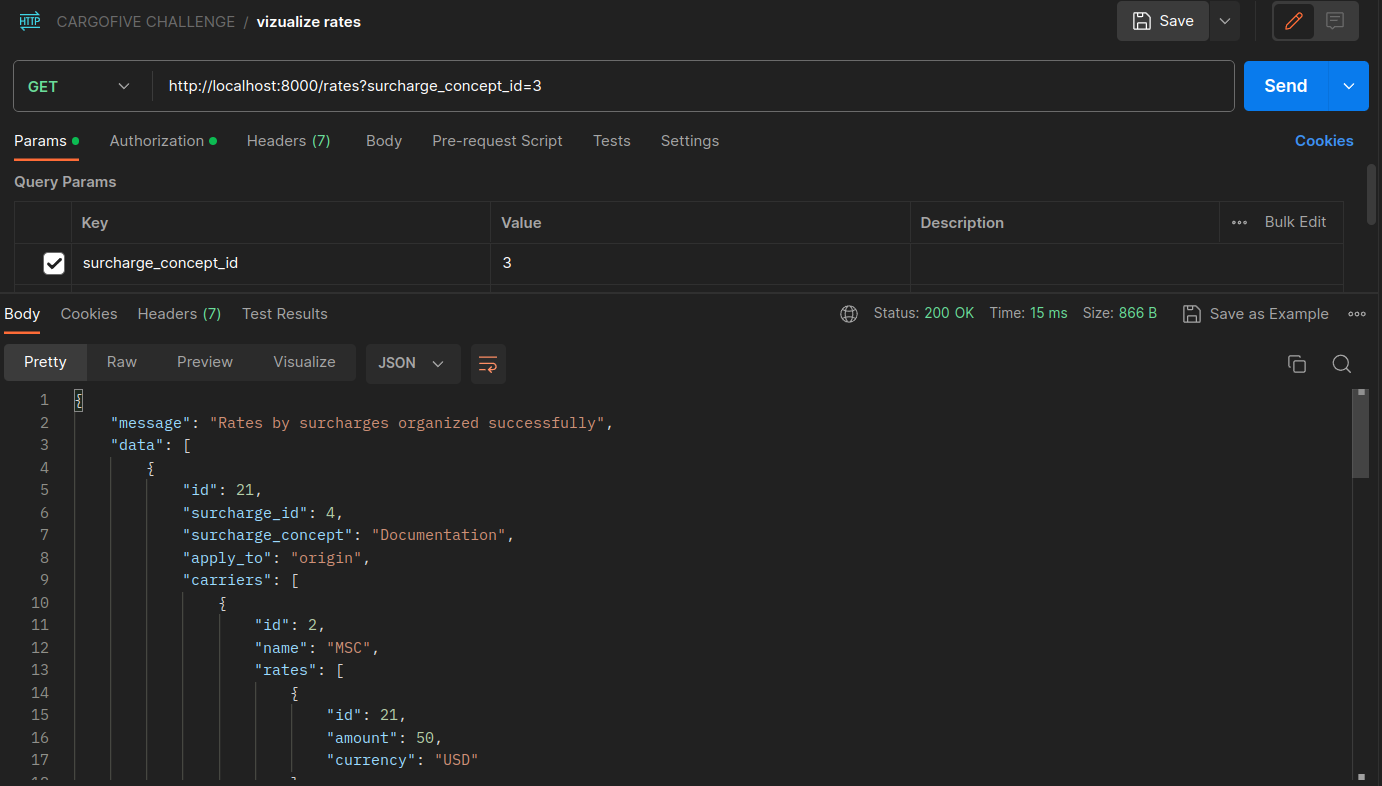 HTTP CARGOFIVE CHALLENGE / vizualize rates Save
GET http://localhost:8000/rates?surcharge_concept_id=3 Send
Params Authorization Headers (7) Body Pre-request Script Tests Settings Cookies
Query Params
Key Value Description ••• Bulk Edit
surcharge_concept_id 3
Body Cookies Headers (7) Test Results Status: 200 OK Time: 15 ms Size: 866 B Save as Example
Pretty Raw Preview Visualize JSON
1 {
2 "message": "Rates by surcharges organized successfully",
3 "data": [
4 {
5 "id": 21,
6 "surcharge_id": 4,
7 "surcharge_concept": "Documentation",
8 "apply_to": "origin",
9 "carriers": [
10 {
11 "id": 2,
12 "name": "MSC",
13 "rates": [
14 {
15 "id": 21,
16 "amount": 50,
17 "currency": "USD"